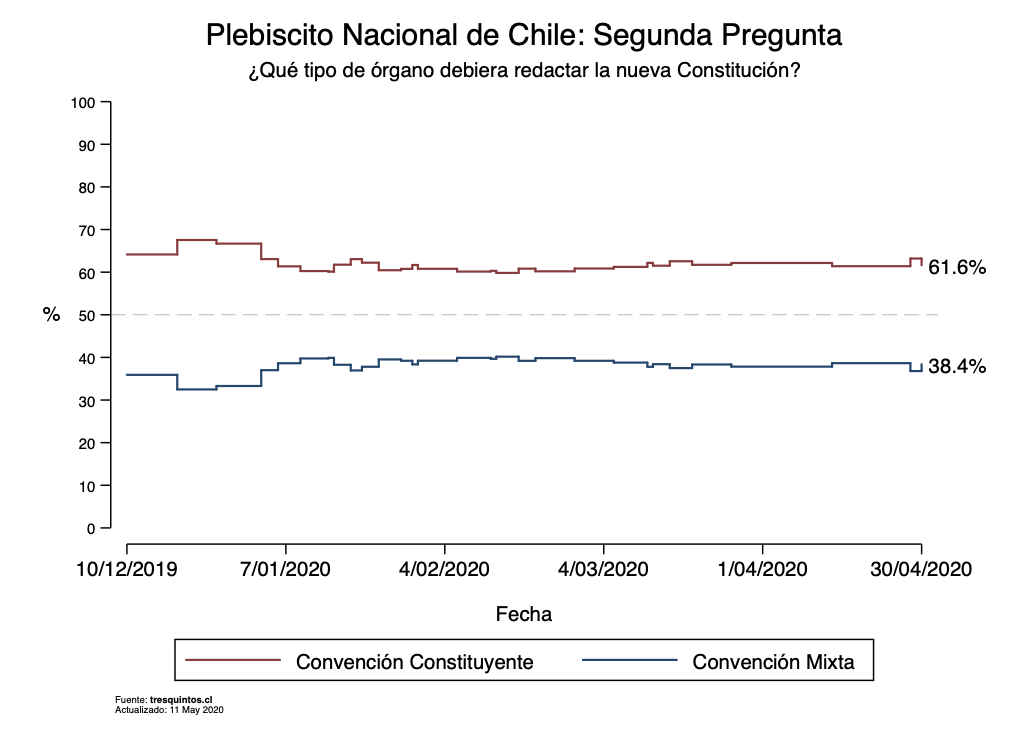 Plebiscito Nacional de Chile: Segunda Pregunta
¿Qué tipo de órgano debiera redactar la nueva Constitución?
100
90
80
70
60
50
40
30
20
10
0
%
61.6%
38.4%
10/12/2019 7/01/2020 4/02/2020 4/03/2020 1/04/2020 30/04/2020
Fecha
Convención Constituyente Convención Mixta
Fuente: tresquintos.cl
Actualizado: 11 May 2020